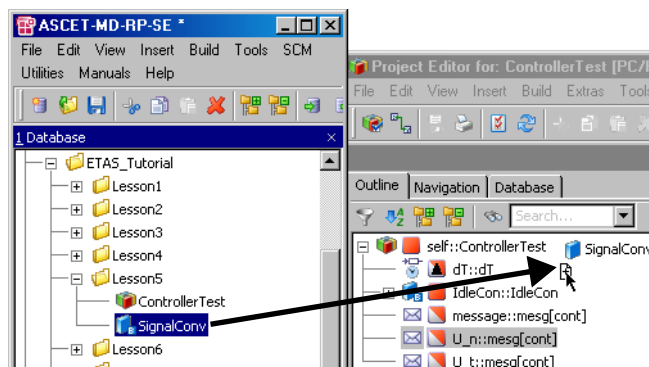 ASCET-MD-RP-SE *
File Edit View Insert Build Tools SCM
Utilities Manuals Help
1 Database
ETAS_Tutorial
Lesson1
Lesson2
Lesson3
Lesson4
Lesson5
ControllerTest
SignalConv
Lesson6
Project Editor for: ControllerTest [PC/
File Edit View Insert Build Extras Tool
Outline Navigation Database
Search...
self::ControllerTest
SignalConv
dT::dT
IdleCon::IdleCon
message::mesg[cont]
U_n::mesg[cont]
U_t::mesg[cont]